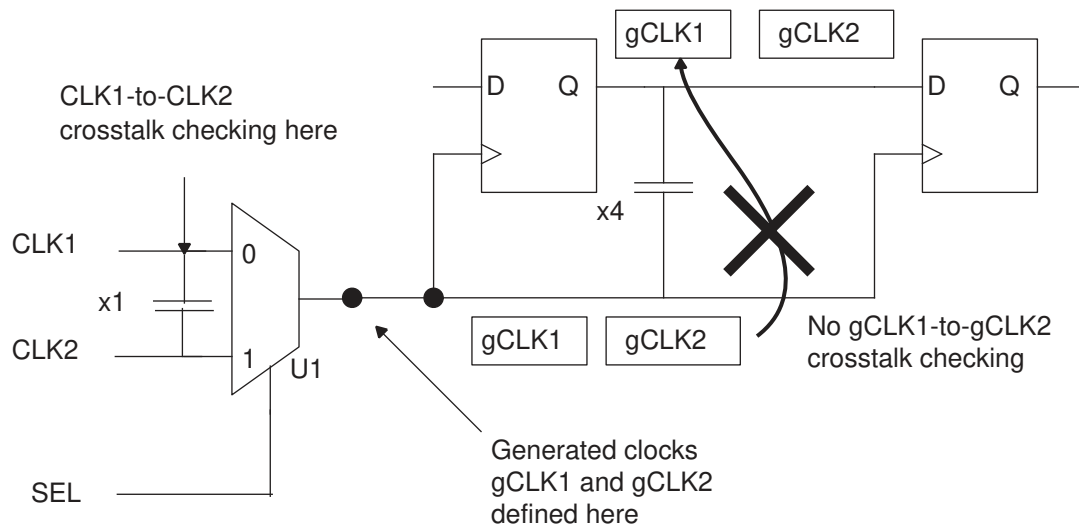 gCLK1
gCLK2
CLK1-to-CLK2
crosstalk checking here
D
Q
D
Q
x4
CLK1
0
x1
CLK2
1
U1
gCLK1
gCLK2
No gCLK1-to-gCLK2
crosstalk checking
Generated clocks
gCLK1 and gCLK2
defined here
SEL